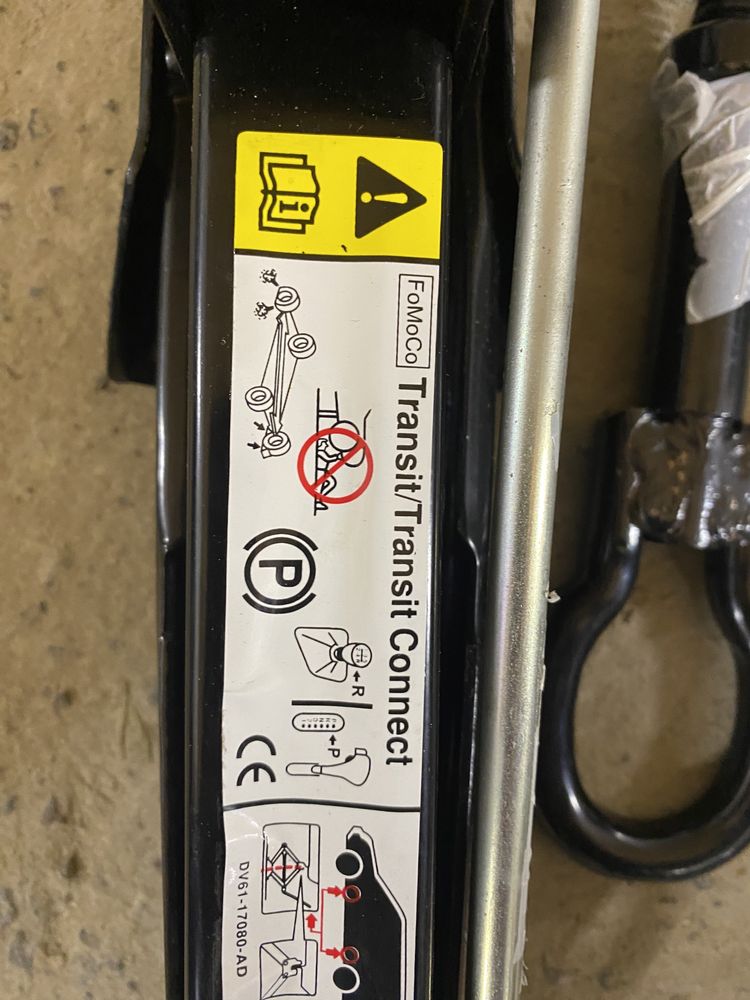 FoMoCo
Transit/Transit Connect
P
R
P
CE
DV61-17080-AD